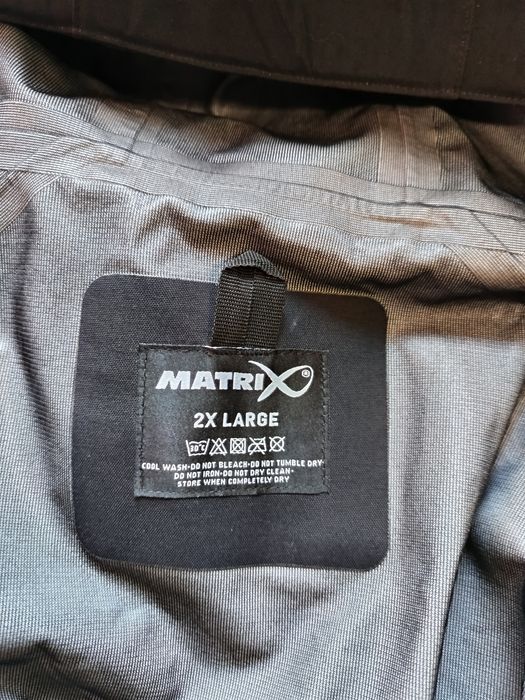 MATRIX®
2X LARGE
30°C
COOL WASH•DO NOT BLEACH•DO NOT TUMBLE DRY•
DO NOT IRON•DO NOT DRY CLEAN•
STORE WHEN COMPLETELY DRY